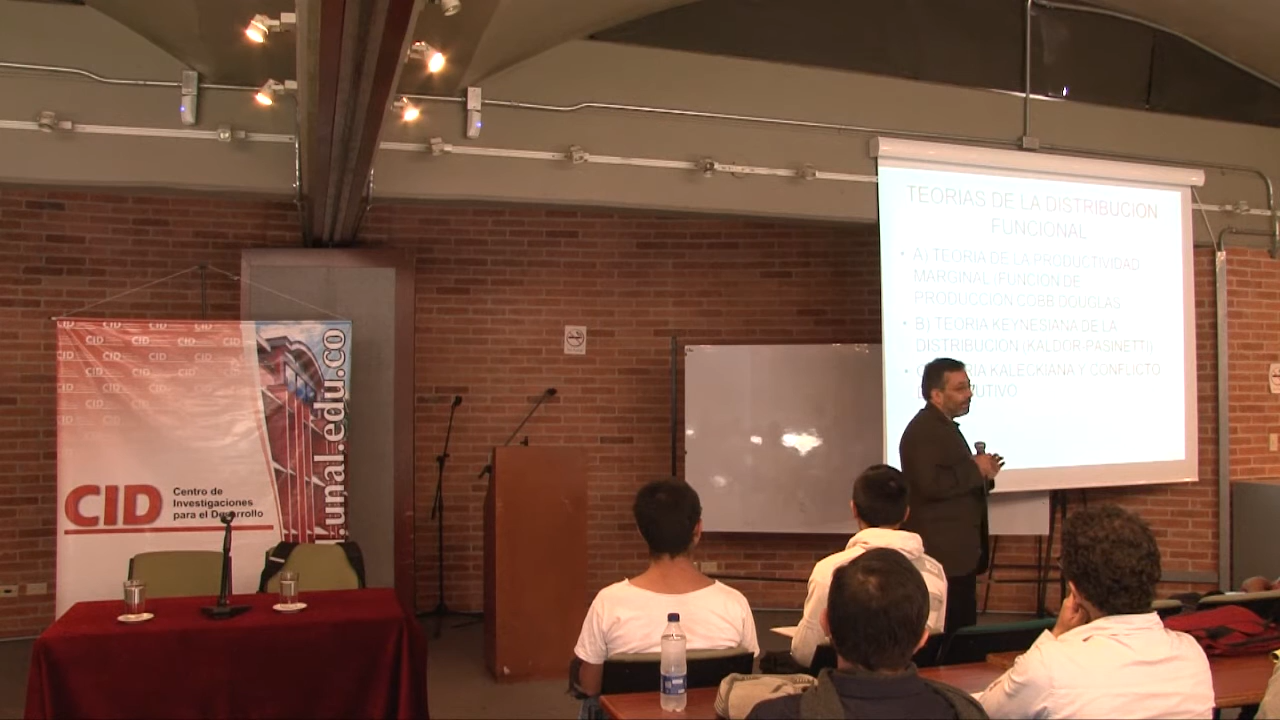 TEORIAS DE LA DISTRIBUCION
FUNCIONAL
• A) TEORIA DE LA PRODUCTIVIDAD
MARGINAL (FUNCION DE
PRODUCCION COBB DOUGLAS
• B) TEORIA KEYNESIANA DE LA
DISTRIBUCION (KALDOR-PASINETTI)
KALECKIANA Y CONFLICTO
CID
Centro de
Investigaciones
para el Desarrollo
.unal.edu.co